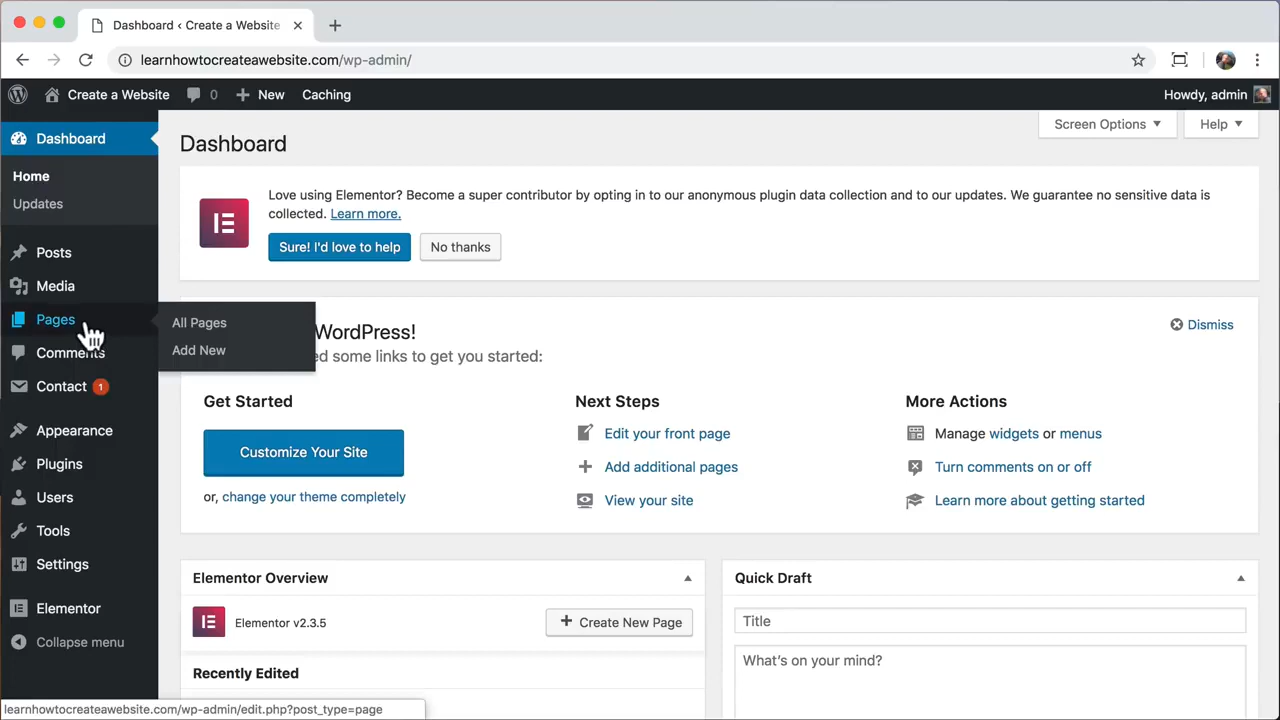 Dashboard ‹ Create a Website
learnhowtocreateawebsite.com/wp-admin/
Create a Website
0
New
Caching
Howdy, admin
Dashboard
Home
Updates
Posts
Media
Pages
Comments
Contact 1
Appearance
Plugins
Users
Tools
Settings
Elementor
Collapse menu
All Pages
Add New
Dashboard
Screen Options
Help
Love using Elementor? Become a super contributor by opting in to our anonymous plugin data collection and to our updates. We guarantee no sensitive data is
collected. Learn more.
Sure! I'd love to help
No thanks
WordPress!
ed some links to get you started:
Dismiss
Get Started
Customize Your Site
or, change your theme completely
Next Steps
Edit your front page
Add additional pages
View your site
More Actions
Manage widgets or menus
Turn comments on or off
Learn more about getting started
Elementor Overview
Elementor v2.3.5
Create New Page
Recently Edited
Quick Draft
Title
What's on your mind?
learnhowtocreateawebsite.com/wp-admin/edit.php?post_type=page